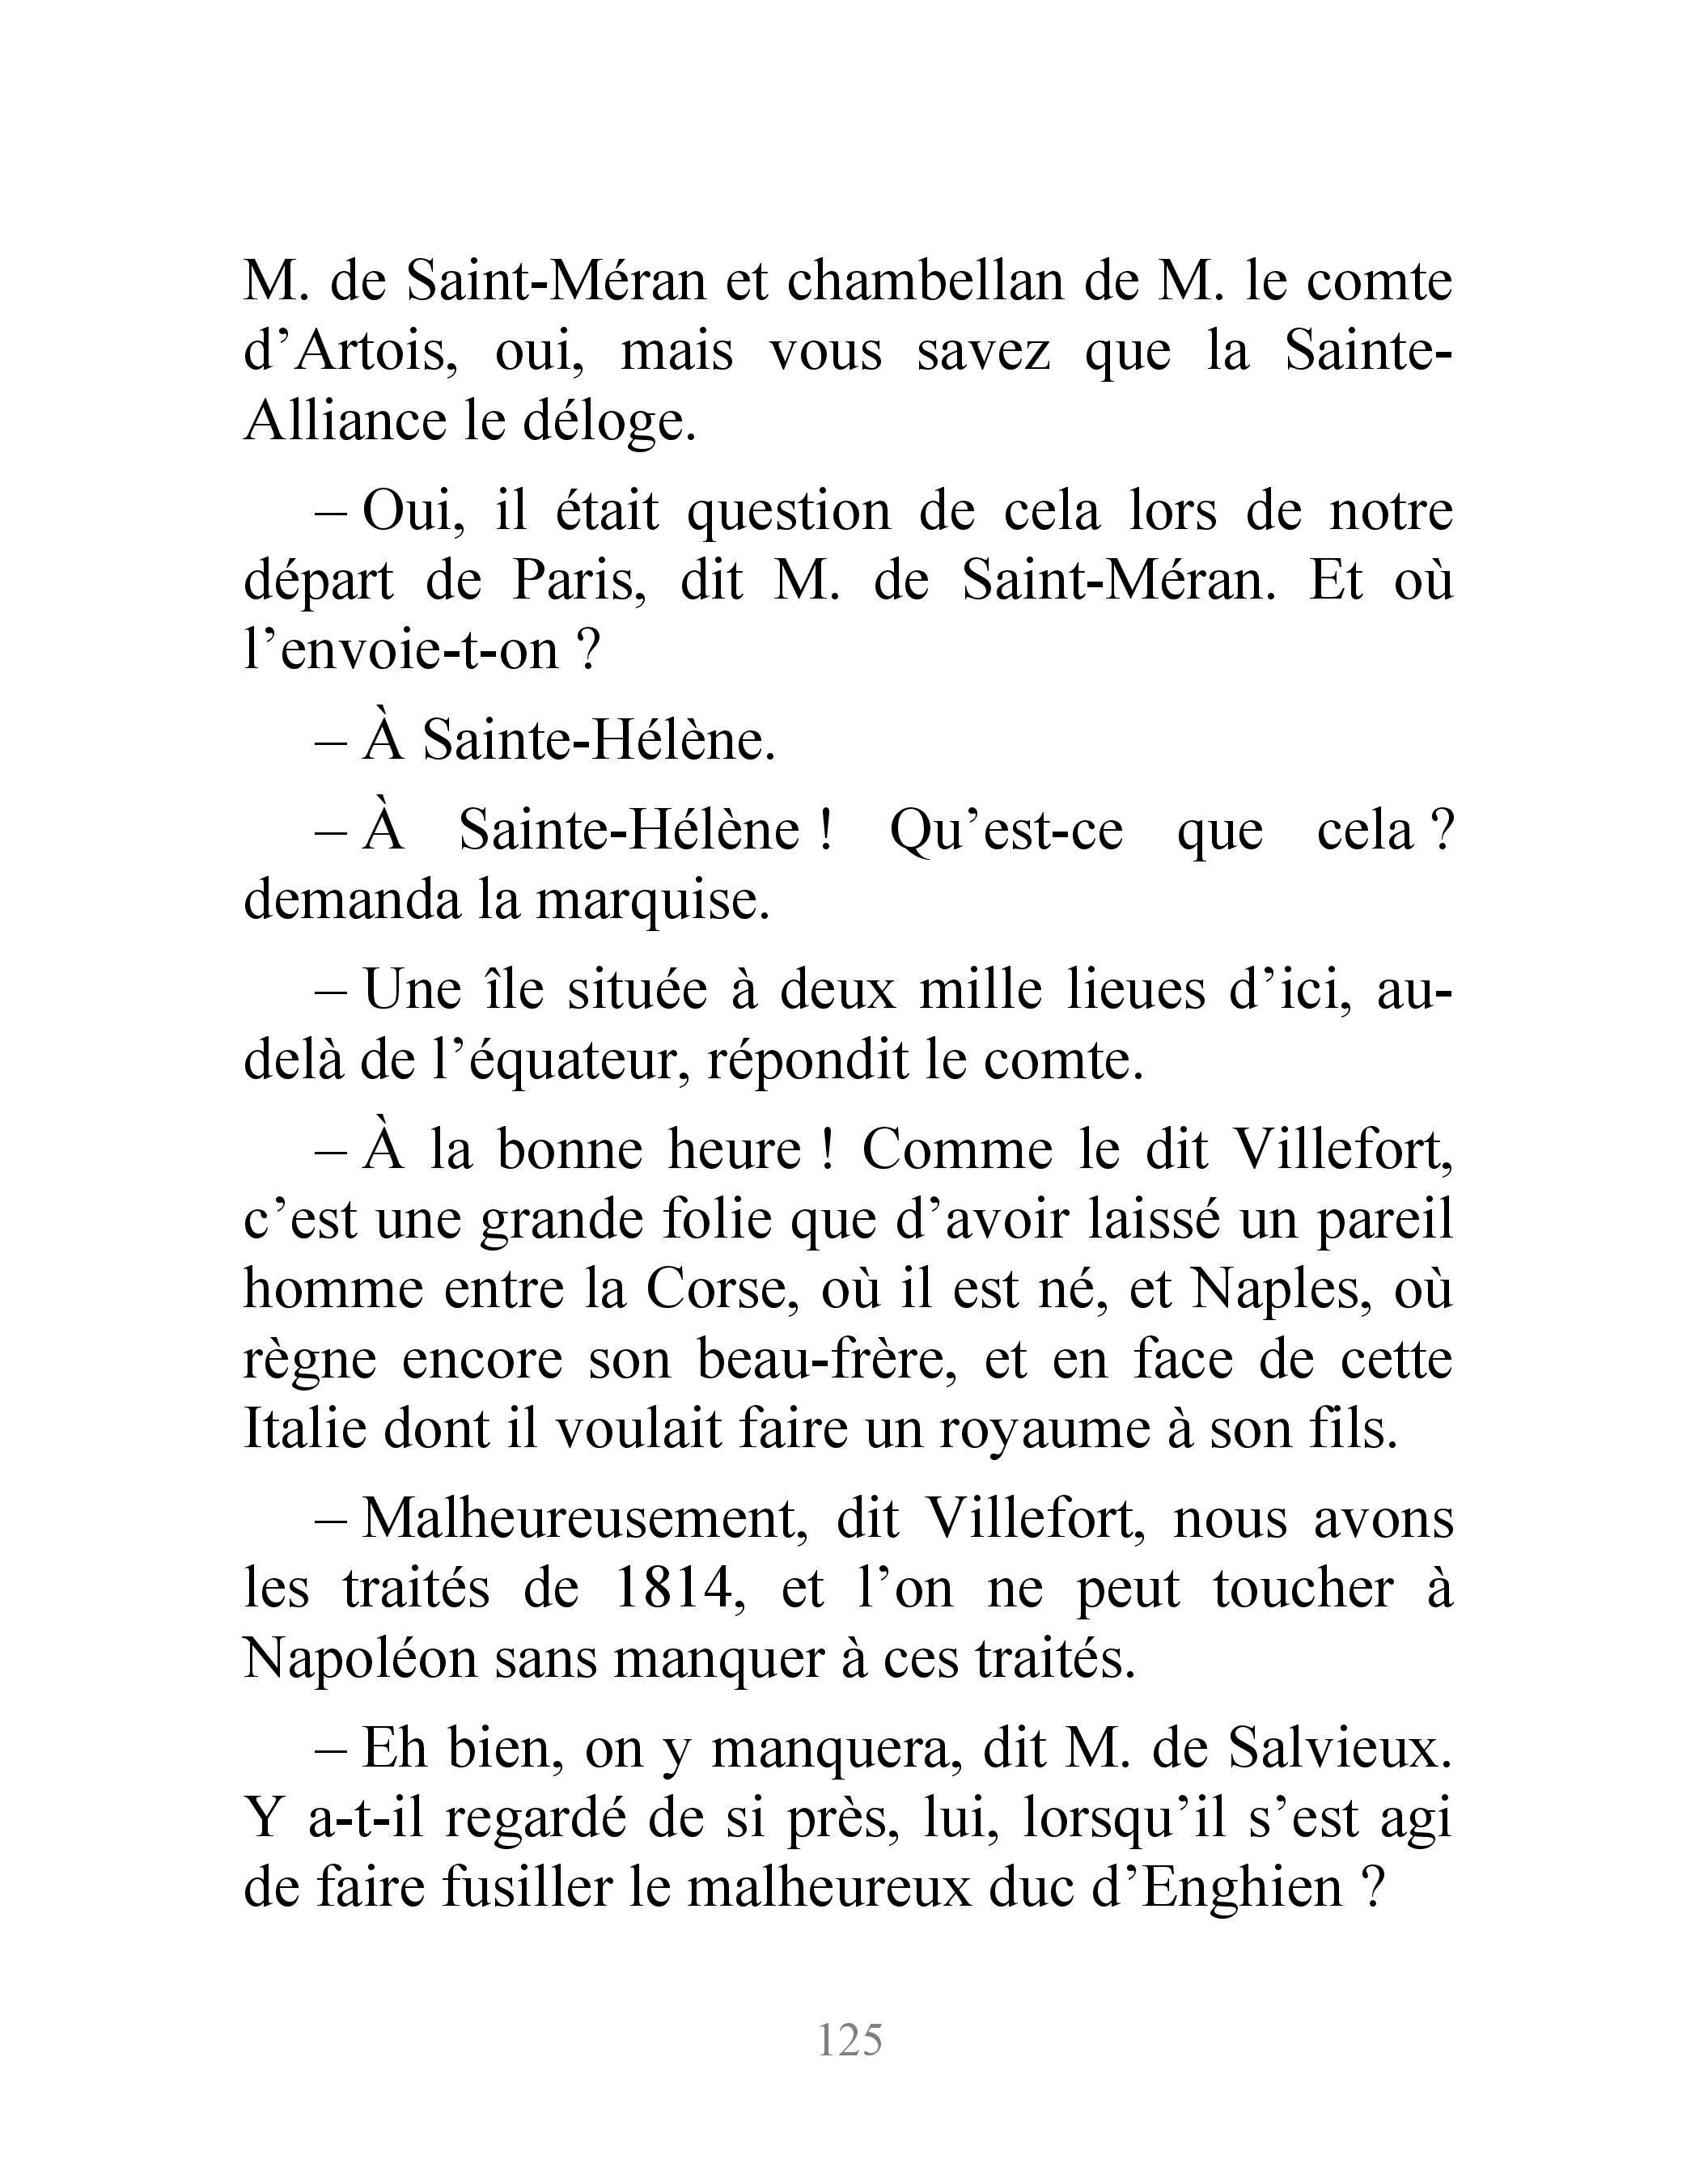 M. de Saint-Méran et chambellan de M. le comte
d’Artois, oui, mais vous savez que la Sainte-
Alliance le déloge.
– Oui, il était question de cela lors de notre
départ de Paris, dit M. de Saint-Méran. Et où
l’envoie-t-on ?
– À Sainte-Hélène.
– À Sainte-Hélène ! Qu’est-ce que cela ?
demanda la marquise.
– Une île située à deux mille lieues d’ici, au-
delà de l’équateur, répondit le comte.
– À la bonne heure ! Comme le dit Villefort,
c’est une grande folie que d’avoir laissé un pareil
homme entre la Corse, où il est né, et Naples, où
règne encore son beau-frère, et en face de cette
Italie dont il voulait faire un royaume à son fils.
– Malheureusement, dit Villefort, nous avons
les traités de 1814, et l’on ne peut toucher à
Napoléon sans manquer à ces traités.
– Eh bien, on y manquera, dit M. de Salvieux.
Y a-t-il regardé de si près, lui, lorsqu’il s’est agi
de faire fusiller le malheureux duc d’Enghien ?
125